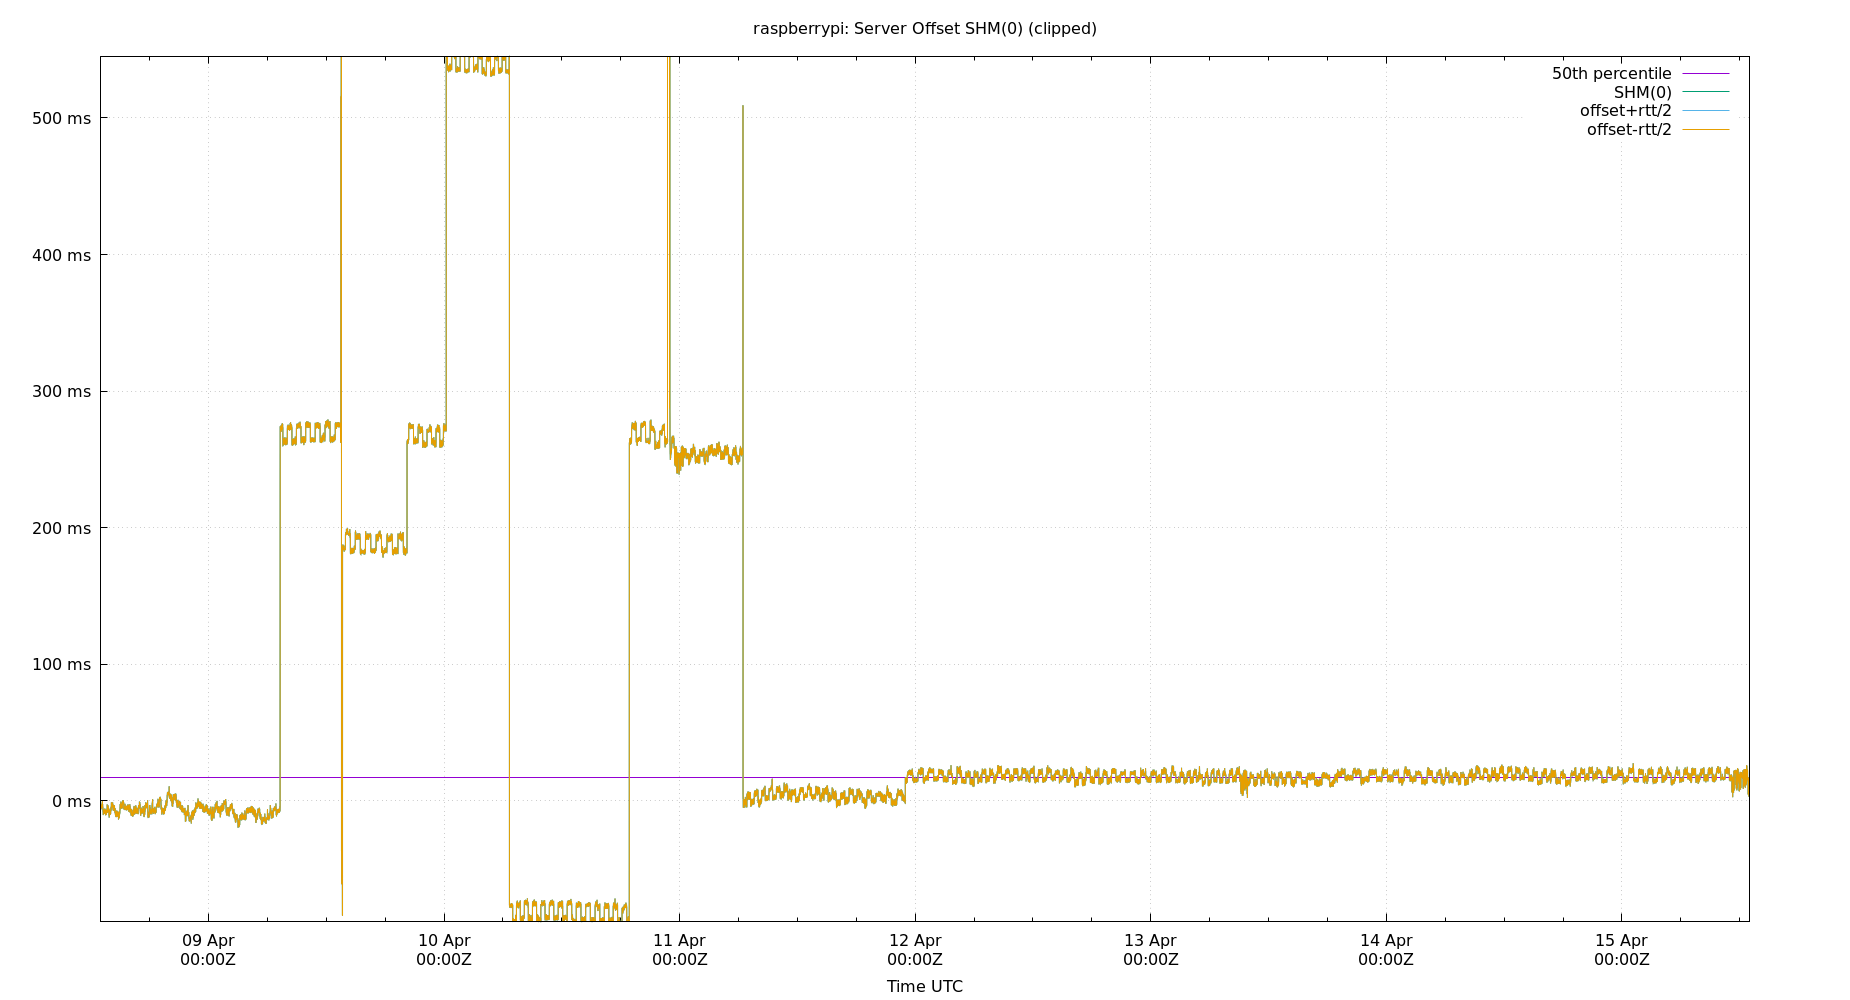 raspberrypi: Server Offset SHM(0) (clipped)
50th percentile
SHM(0)
offset+rtt/2
offset-rtt/2
500 ms
400 ms
300 ms
200 ms
100 ms
0 ms
09 Apr 10 Apr 11 Apr 12 Apr 13 Apr 14 Apr 15 Apr
00:00Z 00:00Z 00:00Z 00:00Z 00:00Z 00:00Z 00:00Z
Time UTC